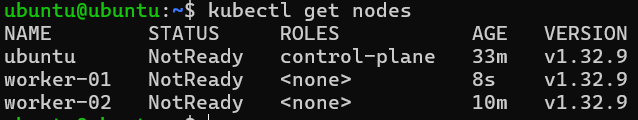 ubuntu@ubuntu:~$ kubectl get nodes
NAME STATUS ROLES AGE VERSION
ubuntu NotReady control-plane 33m v1.32.9
worker-01 NotReady <none> 8s v1.32.9
worker-02 NotReady <none> 10m v1.32.9